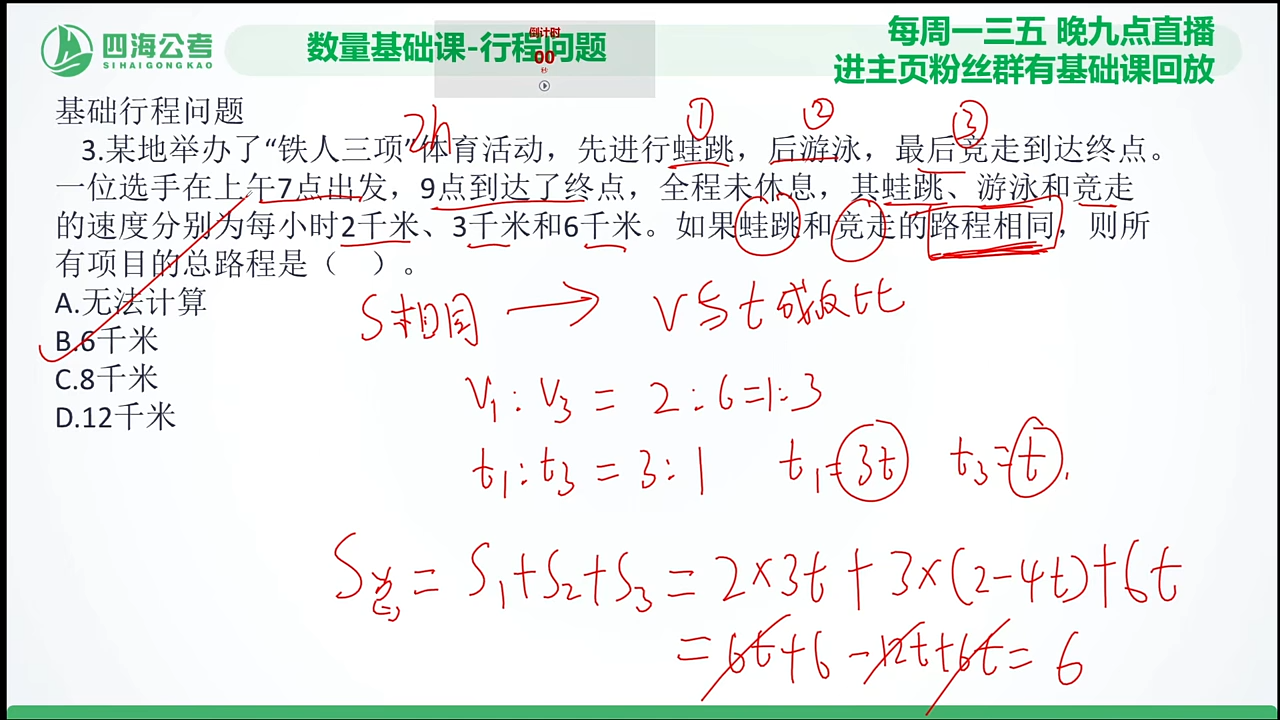 四海公考
SIHAIGONGKAO
数量基础课-行程问题
倒计时
00
秒
每周一三五 晚九点直播
进主页粉丝群有基础课回放
基础行程问题
2h
① ② ③
3.某地举办了“铁人三项”体育活动，先进行蛙跳，后游泳，最后竞走到达终点。
一位选手在上午7点出发，9点到达了终点，全程未休息，其蛙跳、游泳和竞走
的速度分别为每小时2千米、3千米和6千米。如果蛙跳和竞走的路程相同，则所
有项目的总路程是（ ）。
A.无法计算
B.6千米
C.8千米
D.12千米
S相同 → V与t成反比
V1:V3=2:6=1:3
t1:t3=3:1 t1=3t t3=t.
S总=S1+S2+S3=2×3t+3×(2-4t)+6t
=6t+6-12t+6t=6